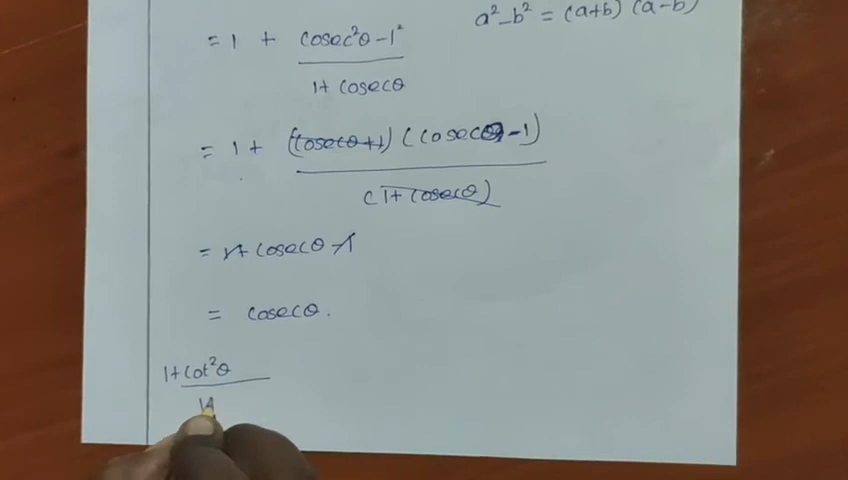 a²-b² = (a+b) (a-b)
= 1 + cosec²θ-1² / 1+ cosecθ
= 1+ (cosecθ+1) (cosecθ-1) / (1+ cosecθ)
= 1+ cosecθ -1
= cosecθ.
1+cot²θ